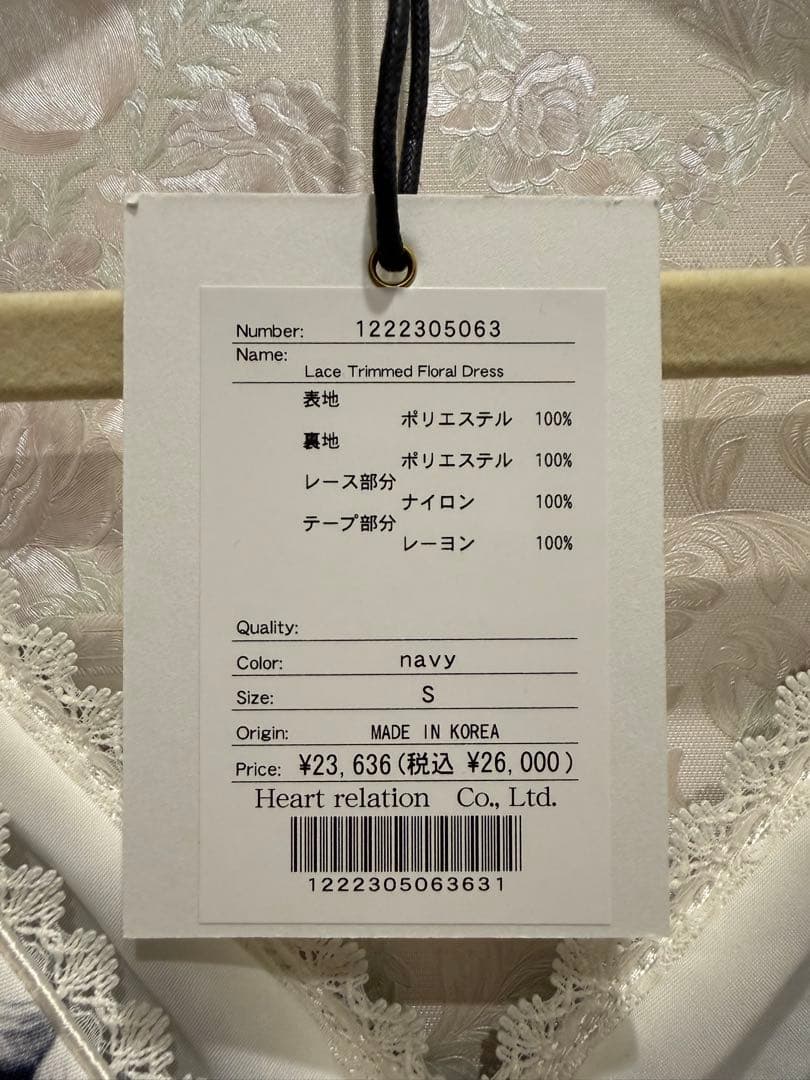 Number: 1222305063
Name:
Lace Trimmed Floral Dress
表地
ポリエステル 100%
裏地
ポリエステル 100%
レース部分
ナイロン 100%
テープ部分
レーヨン 100%
Quality:
Color: navy
Size: S
Origin: MADE IN KOREA
Price: ¥23,636(税込 ¥26,000)
Heart relation Co., Ltd.
1222305063631